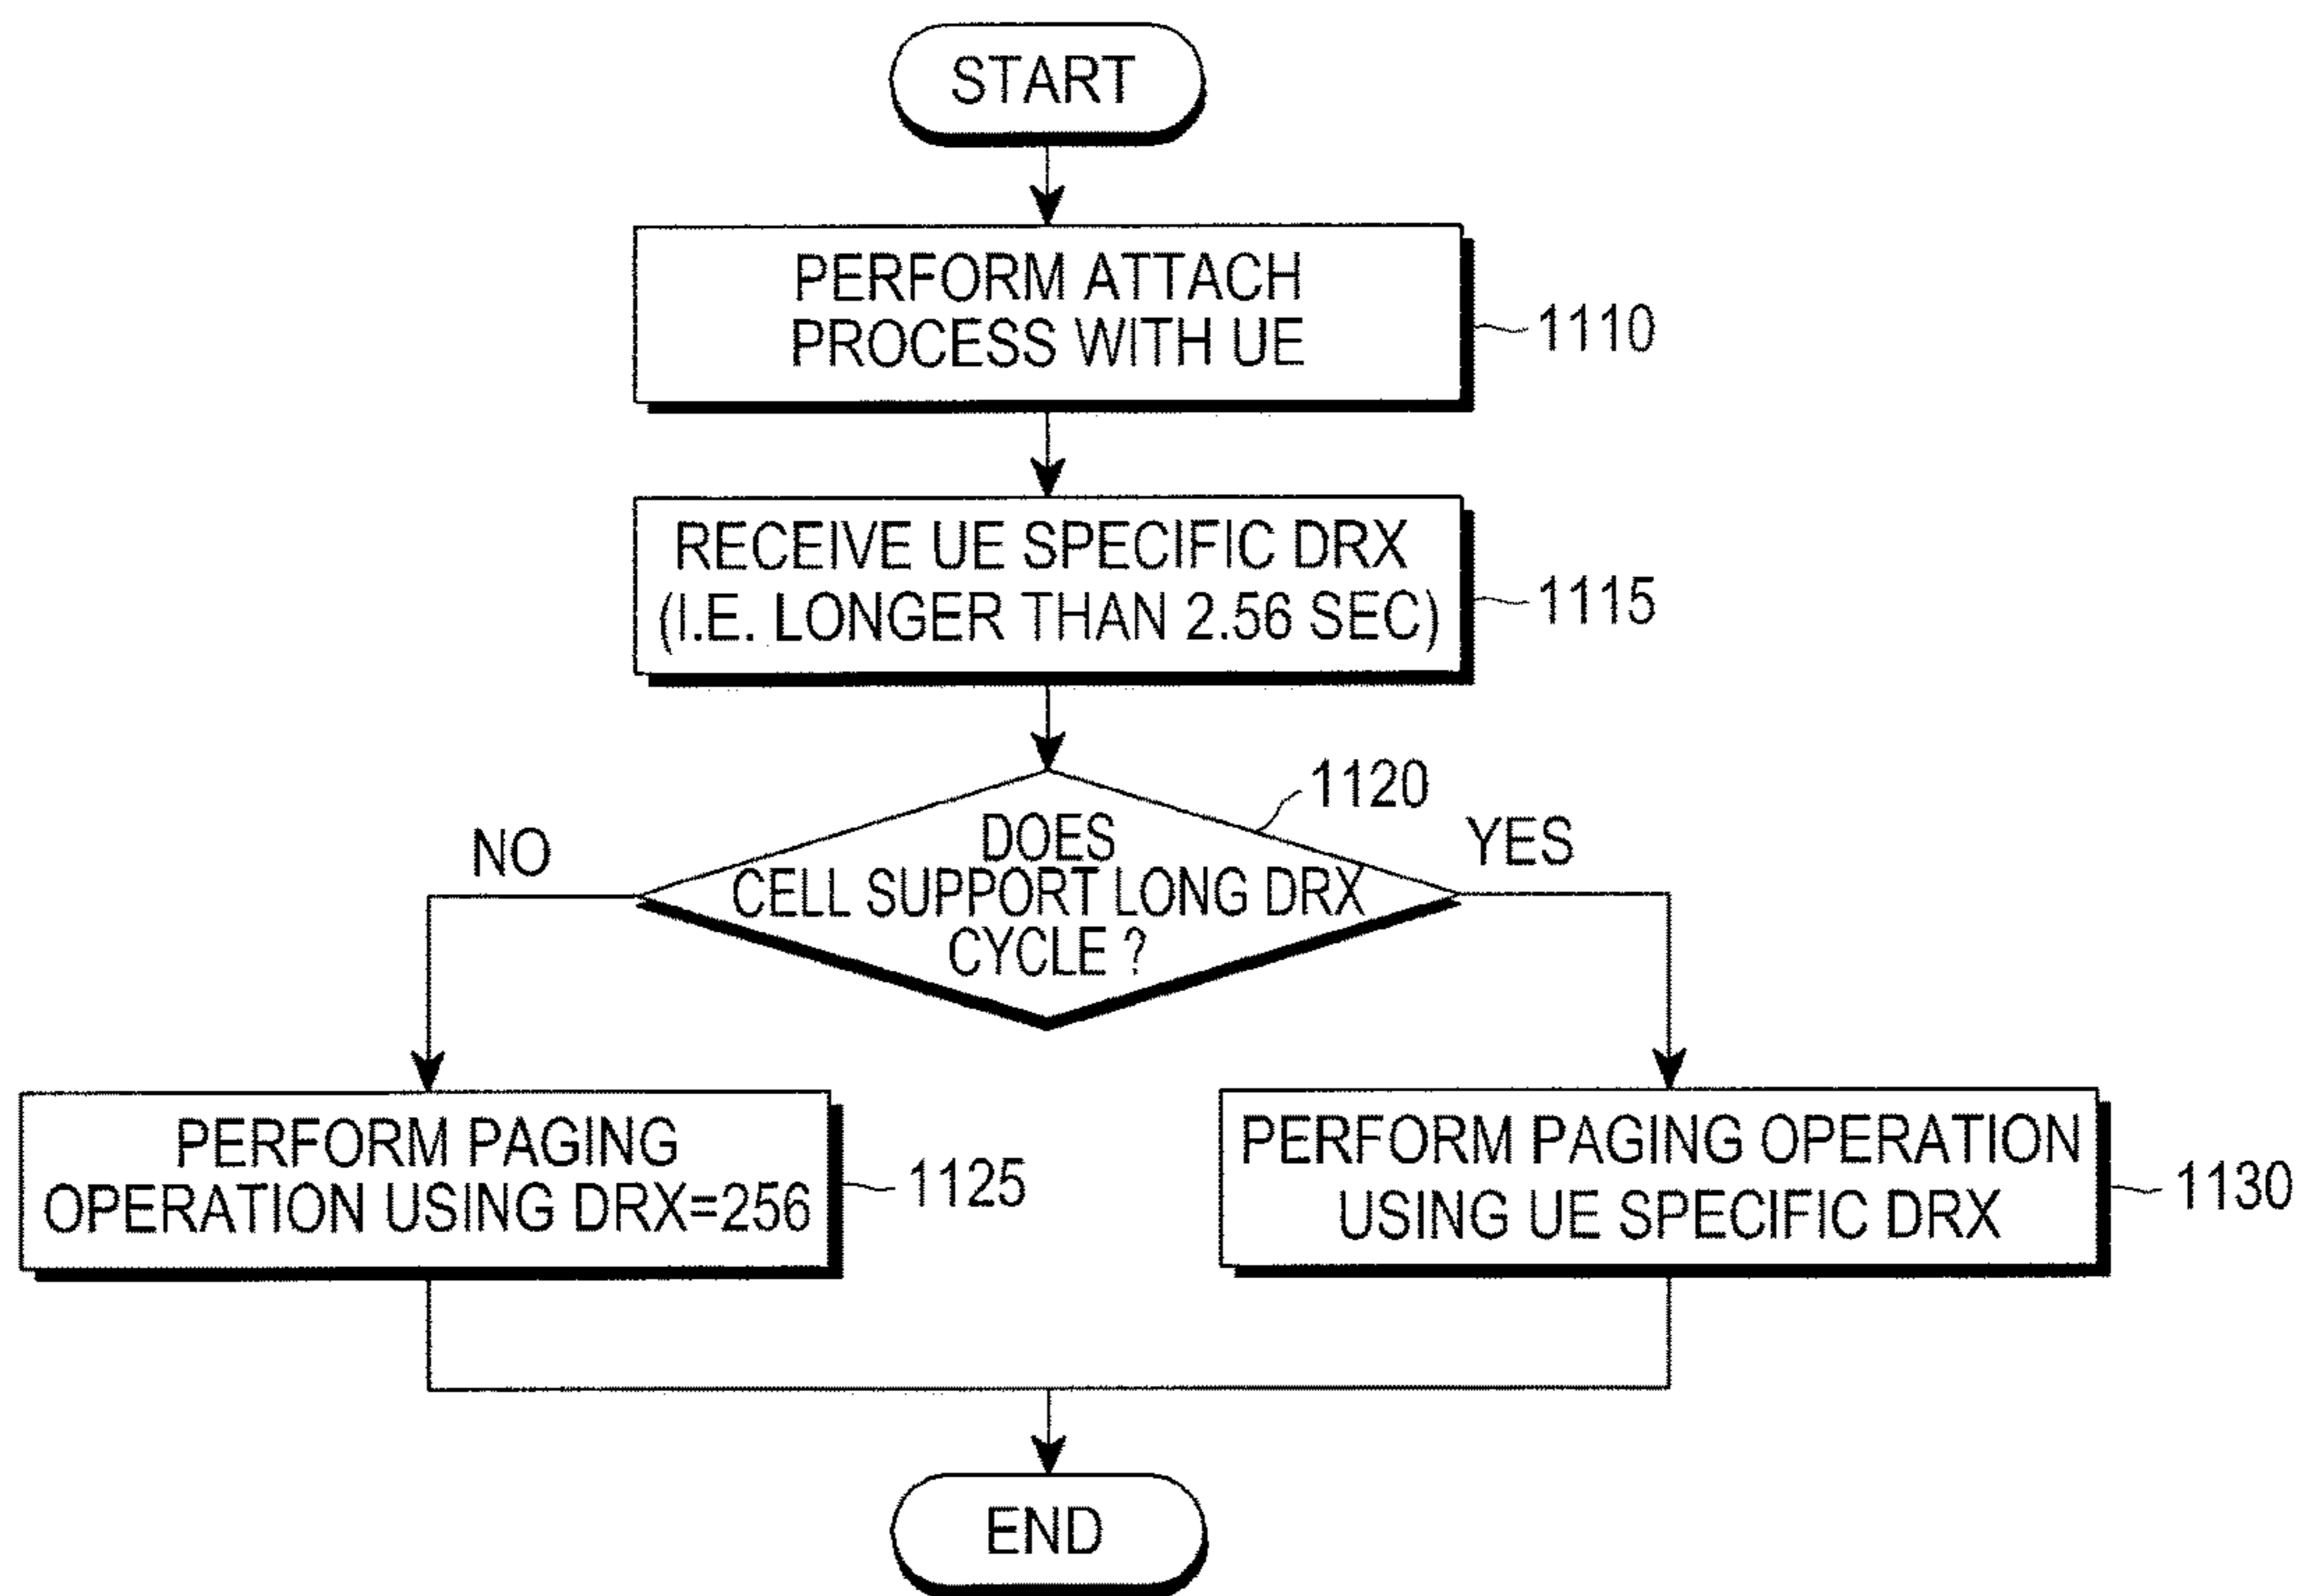 START
PERFORM ATTACH
PROCESS WITH UE
1110
RECEIVE UE SPECIFIC DRX
(I.E. LONGER THAN 2.56 SEC)
1115
1120
DOES
CELL SUPPORT LONG DRX
CYCLE ?
NO
YES
PERFORM PAGING
OPERATION USING DRX=256
1125
PERFORM PAGING OPERATION
USING UE SPECIFIC DRX
1130
END